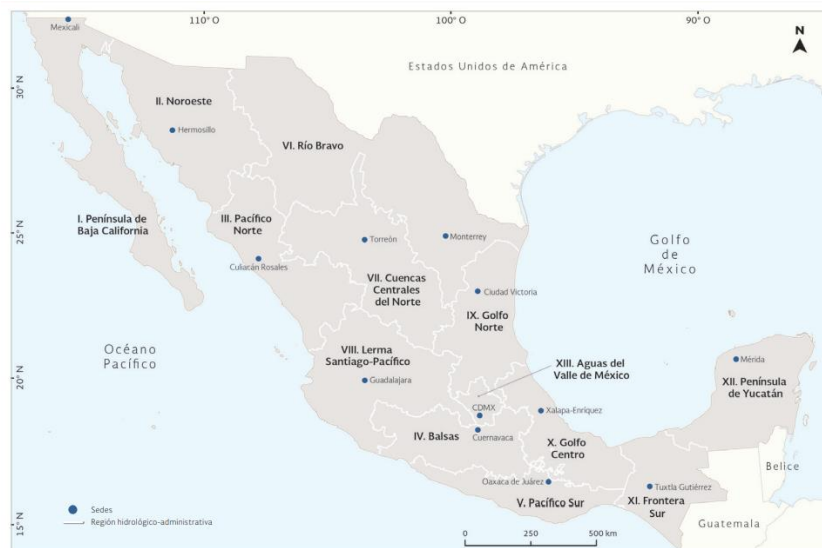 110° O
100° O
90° O
Mexicali
N
Estados Unidos de América
30° N
II. Noroeste
Hermosillo
VI. Río Bravo
I. Península de
Baja California
III. Pacífico
Norte
25° N
Torreón
Monterrey
Golfo
de
México
Culiacán Rosales
VII. Cuencas
Centrales
del Norte
Ciudad Victoria
IX. Golfo
Norte
Océano
Pacífico
VIII. Lerma
Santiago-Pacífico
XIII. Aguas del
Valle de México
Mérida
20° N
Guadalajara
XII. Península
de Yucatán
CDMX
Xalapa-Enríquez
IV. Balsas
Cuernavaca
X. Golfo
Centro
Belice
Oaxaca de Juárez
Tuxtla Gutiérrez
V. Pacífico Sur
XI. Frontera
Sur
Guatemala
Sedes
Región hidrológico-administrativa
15° N
0
250
500 km